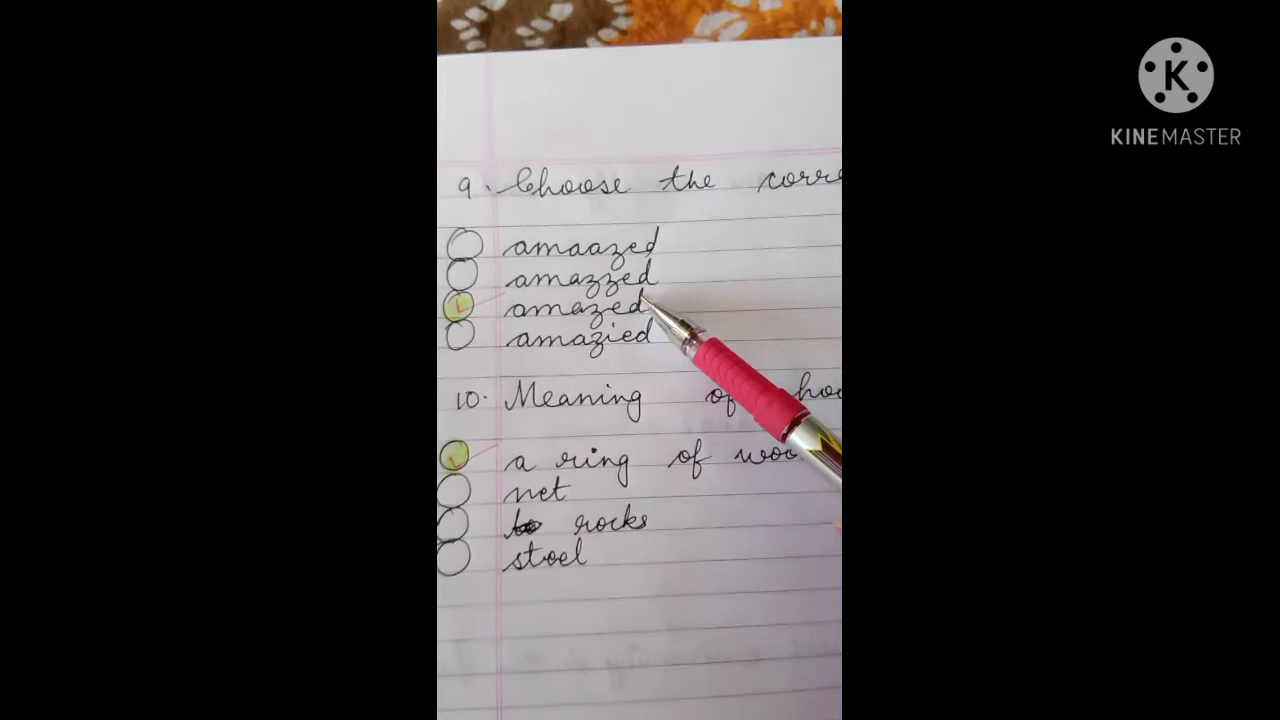 KINEMASTER
9. Choose the corre
amaazed
amazzed
amazed
amazied
10. Meaning of hoo
a ring of woo
net
rocks
steel